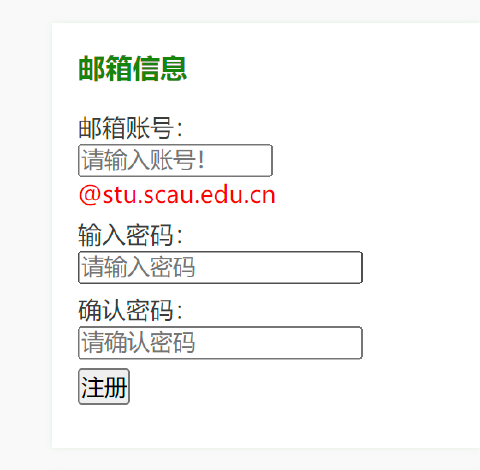 邮箱信息
邮箱账号：
请输入账号！
@stu.scau.edu.cn
输入密码：
请输入密码
确认密码：
请确认密码
注册